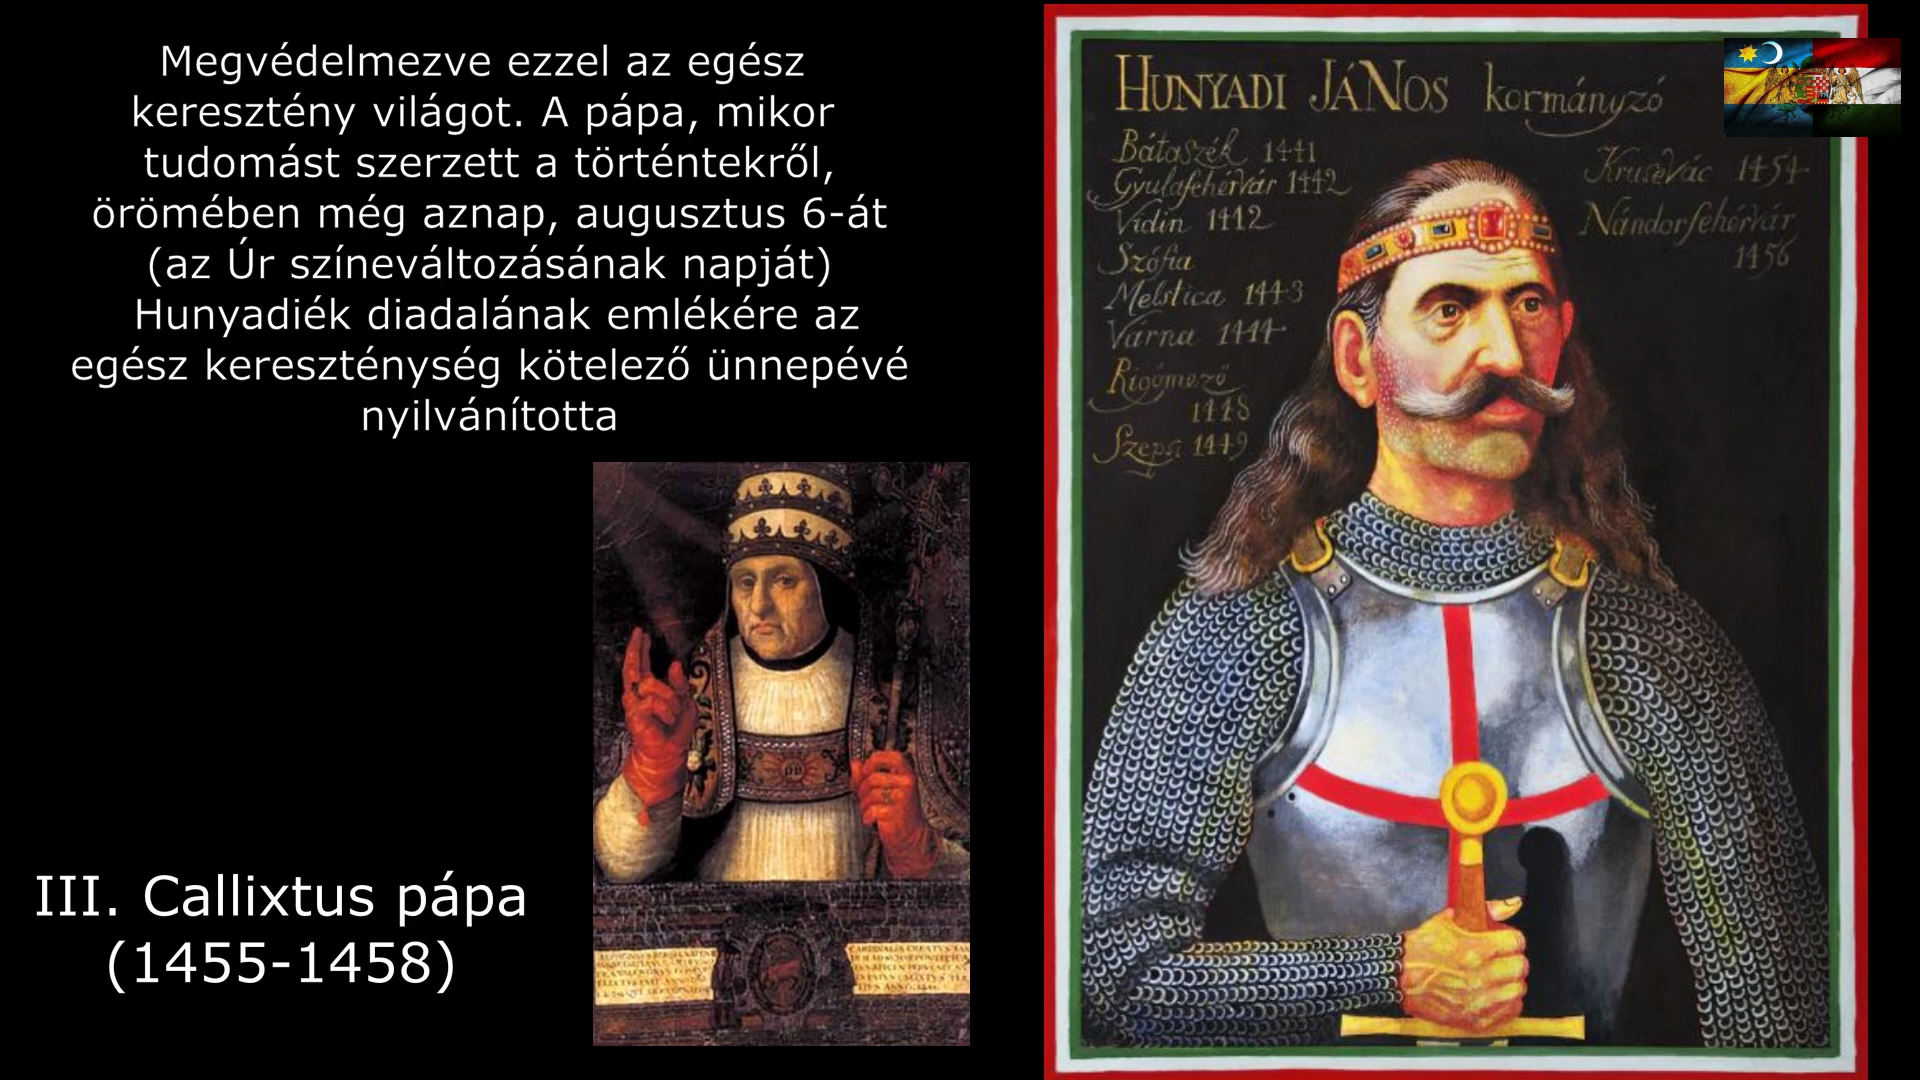 Megvédelmezve ezzel az egész
keresztény világot. A pápa, mikor
tudomást szerzett a történtekről,
örömében még aznap, augusztus 6-át
(az Úr színeváltozásának napját)
Hunyadiék diadalának emlékére az
egész kereszténység kötelező ünnepévé
nyilvánította
III. Callixtus pápa
(1455-1458)
HUNYADI JÁNOS kormányzó
Bátaszék 1441
Gyulafehérvár 1442
Vidin 1442
Szófia
Melstica 1443
Várna 1444
Rigómező
1448
Szepsi 1449
Krusevác 1454
Nándorfehérvár
1456